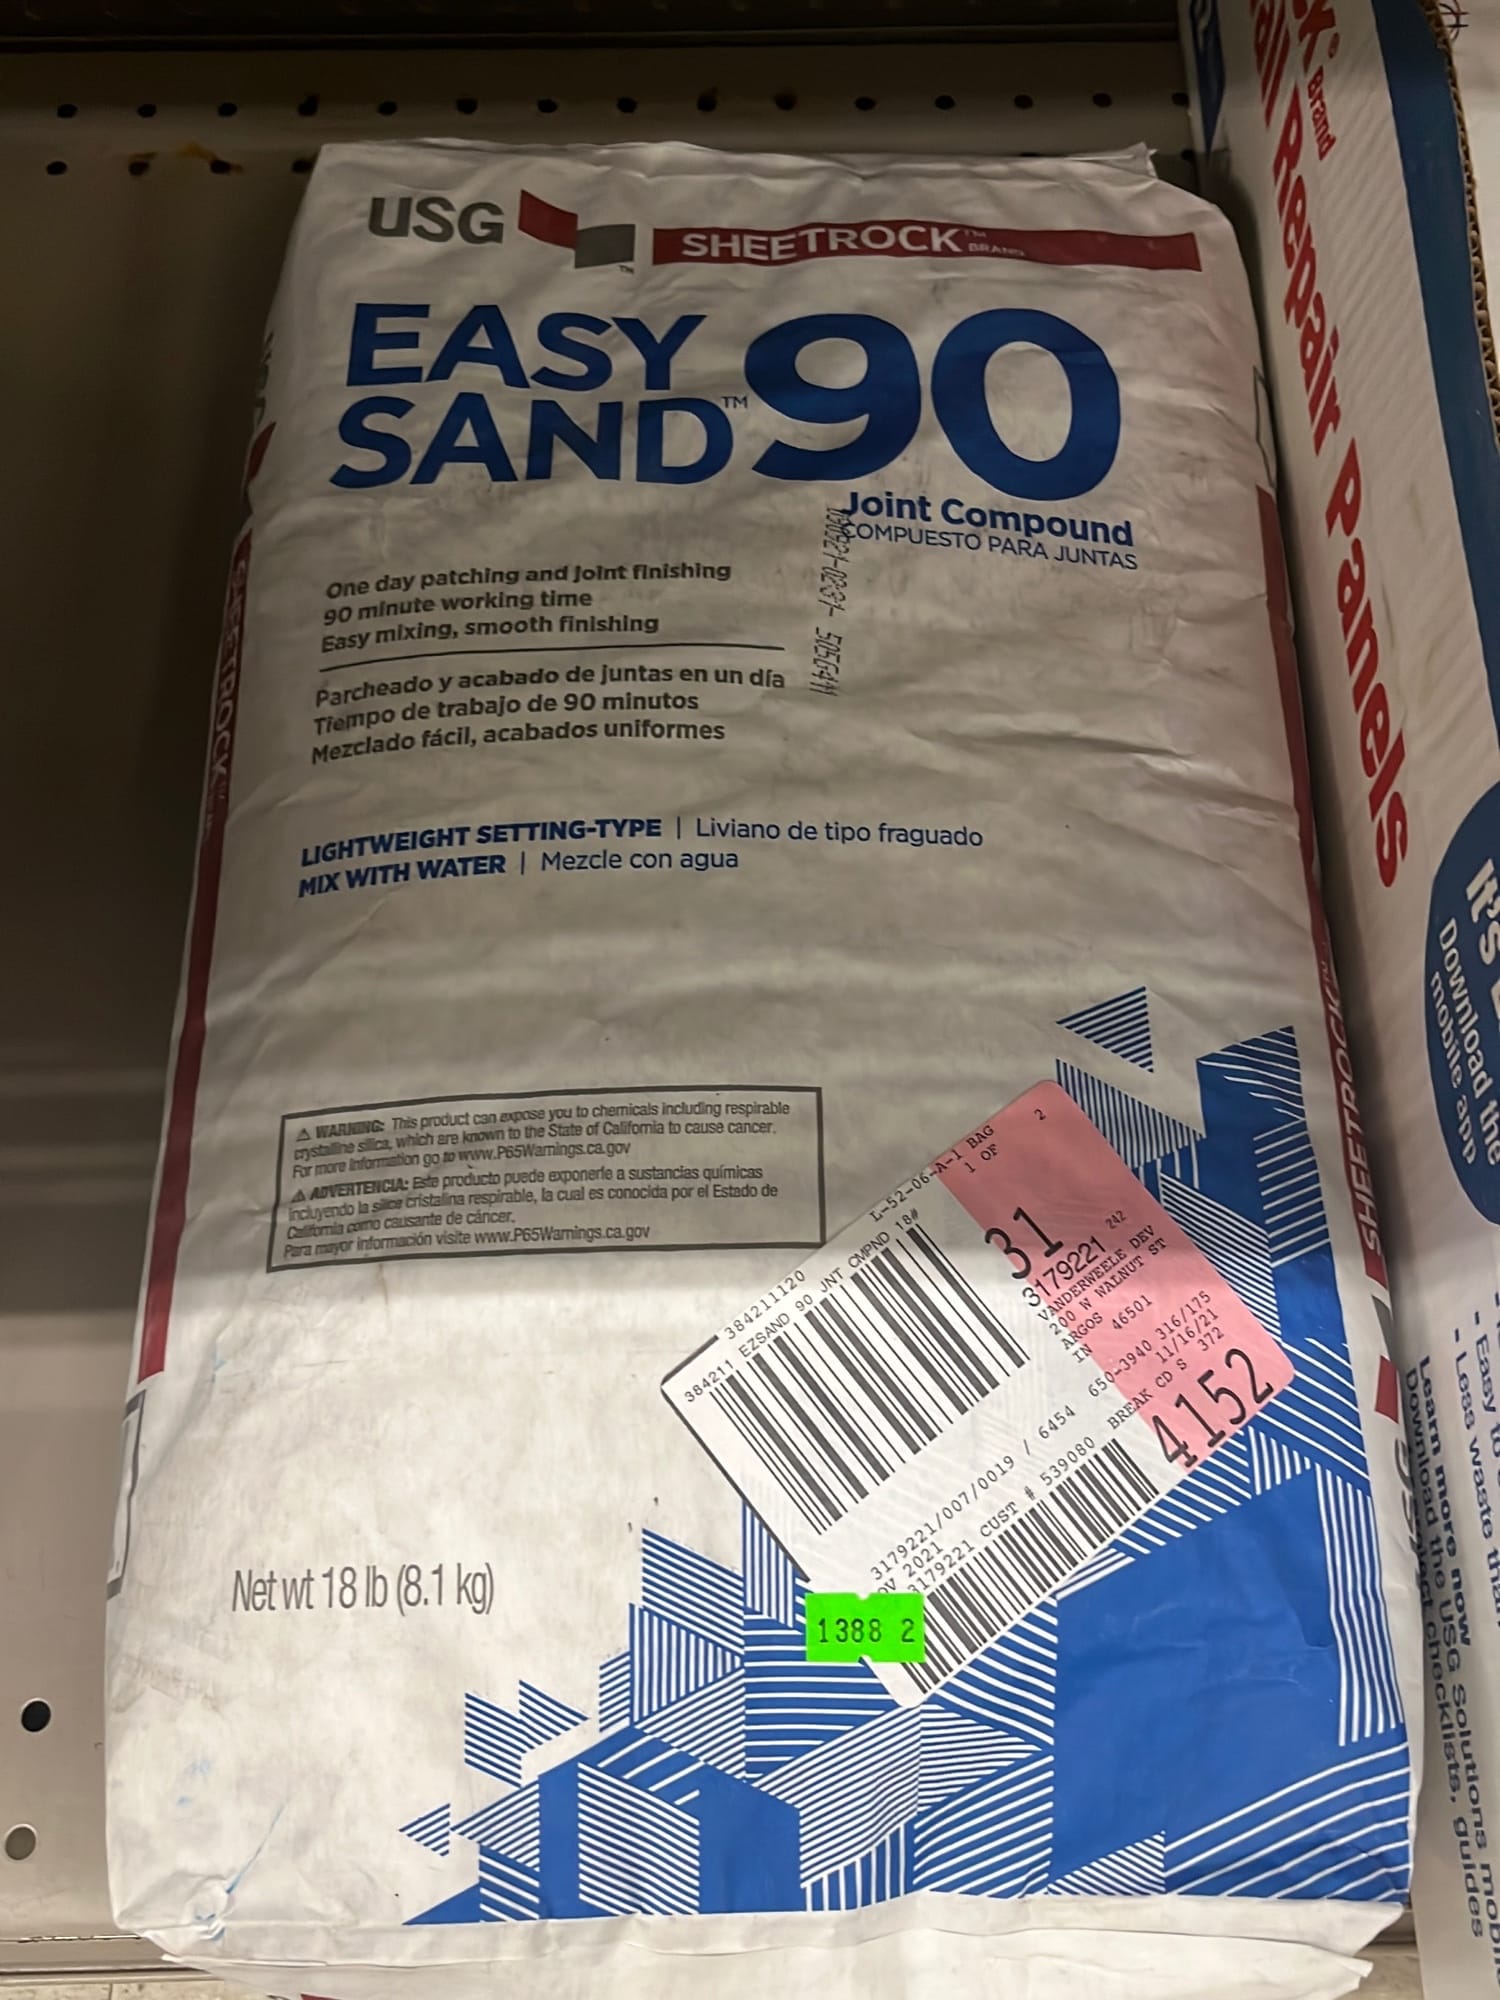 USG
SHEETROCK™
BRAND
EASY
SAND™ 90
Joint Compound
COMPUESTO PARA JUNTAS
One day patching and joint finishing
90 minute working time
Easy mixing, smooth finishing
Parcheado y acabado de juntas en un día
Tiempo de trabajo de 90 minutos
Mezclado fácil, acabados uniformes
LIGHTWEIGHT SETTING-TYPE | Liviano de tipo fraguado
MIX WITH WATER | Mezcle con agua
⚠ WARNING: This product can expose you to chemicals including respirable
crystalline silica, which are known to the State of California to cause cancer.
For more information go to www.P65Warnings.ca.gov
⚠ ADVERTENCIA: Este producto puede exponerle a sustancias químicas
incluyendo la sílice cristalina respirable, la cual es conocida por el Estado de
California como causante de cáncer.
Para mayor información visite www.P65Warnings.ca.gov
L-52-06-A-1 BAG
1 OF 2
384211120
384211 EZSAND 90 JNT CMPND 18#
31
3179221 242
VANDERWEELE DEV
200 W WALNUT ST
ARGOS
IN 46501
650-3940 316/175
11/16/21
BREAK CD S 372
4152
3179221/007/0019 / 6454
OV 2021
3179221 CUST # 539080
1388 2
Net wt 18 lb (8.1 kg)
SHEETROCK
SHEETROCK
Brand
all Repair Panels
It's
Download the
mobile app
Easy to
Less waste than
Learn more now
Download the USG Solutions mobile
checklists, guides